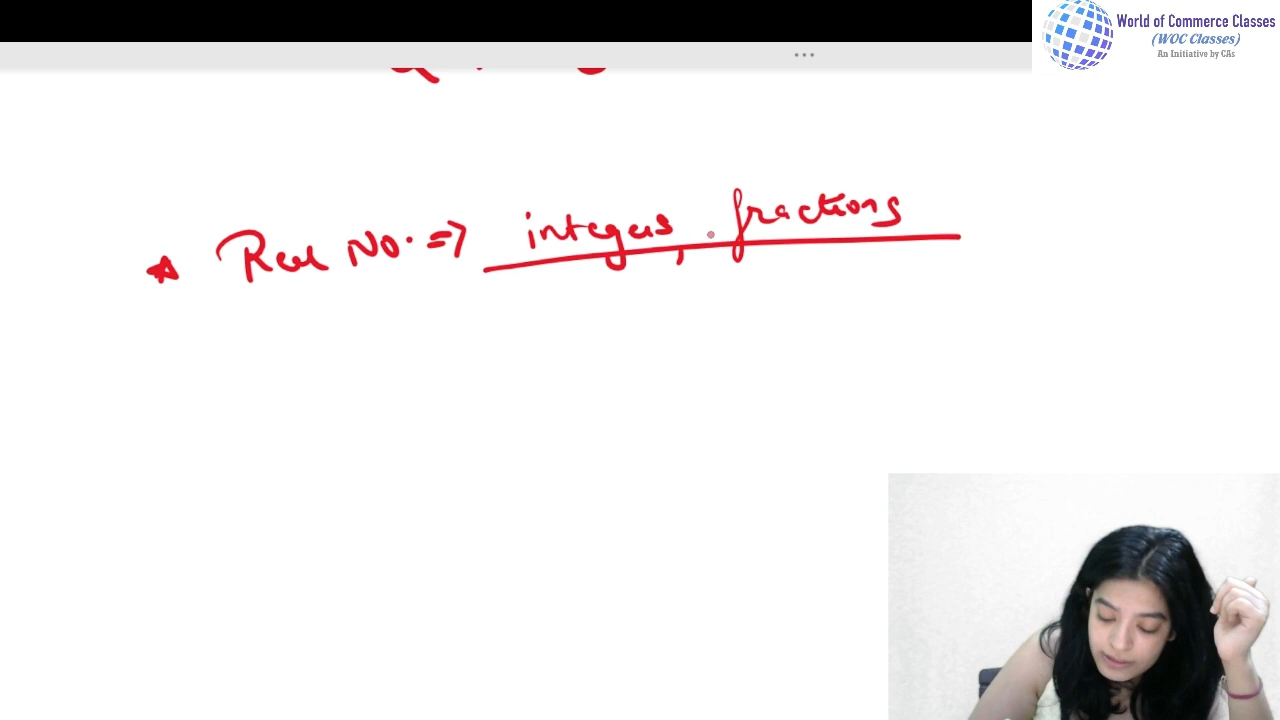 World of Commerce Classes
(WOC Classes)
An Initiative by CAs
Real No. => integers, fractions